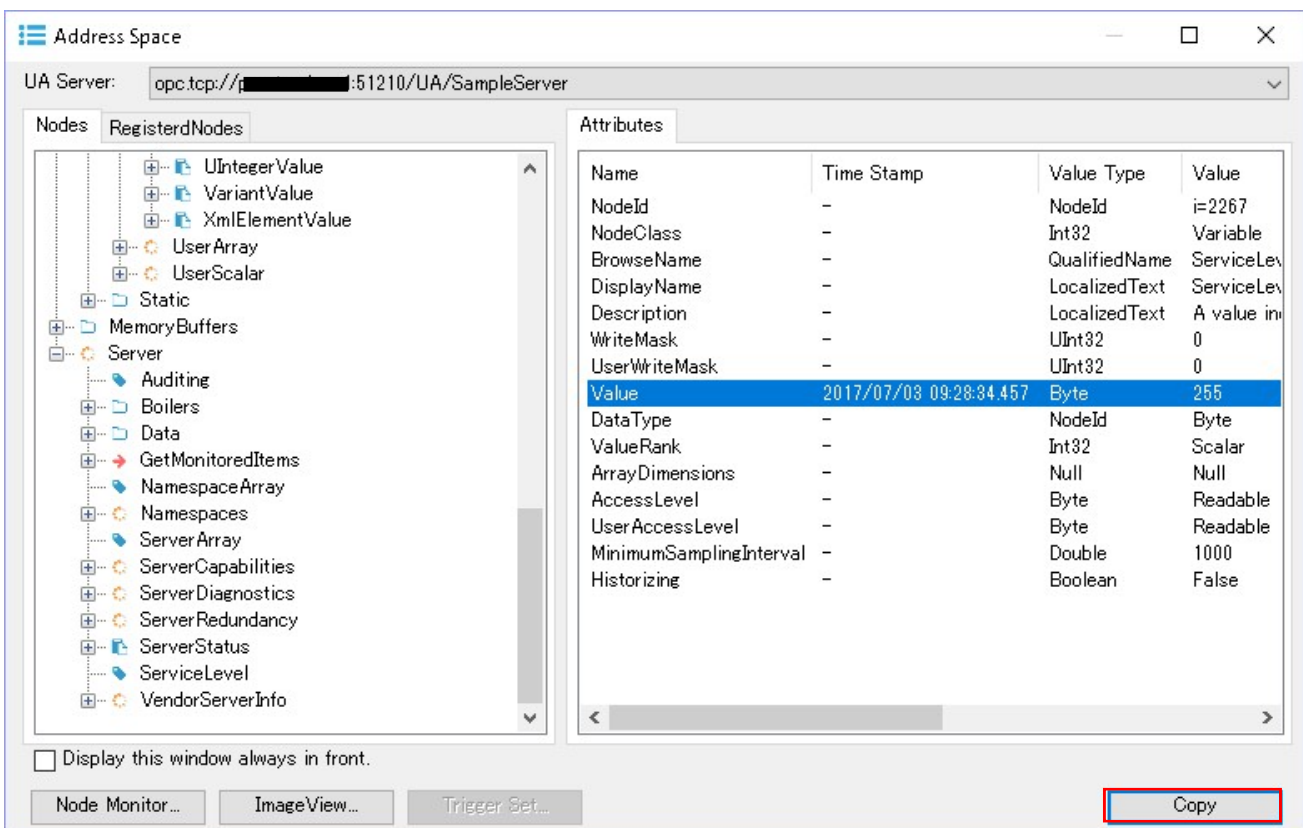 Address Space
UA Server: opc.tcp://p :51210/UA/SampleServer
Nodes RegisterdNodes
UIntegerValue
VariantValue
XmlElementValue
UserArray
UserScalar
Static
MemoryBuffers
Server
Auditing
Boilers
Data
GetMonitoredItems
NamespaceArray
Namespaces
ServerArray
ServerCapabilities
ServerDiagnostics
ServerRedundancy
ServerStatus
ServiceLevel
VendorServerInfo
Attributes
Name Time Stamp Value Type Value
NodeId - NodeId i=2267
NodeClass - Int32 Variable
BrowseName - QualifiedName ServiceLev
DisplayName - LocalizedText ServiceLev
Description - LocalizedText A value in
WriteMask - UInt32 0
UserWriteMask - UInt32 0
Value 2017/07/03 09:28:34.457 Byte 255
DataType - NodeId Byte
ValueRank - Int32 Scalar
ArrayDimensions - Null Null
AccessLevel - Byte Readable
UserAccessLevel - Byte Readable
MinimumSamplingInterval - Double 1000
Historizing - Boolean False
Display this window always in front.
Node Monitor... ImageView... Trigger Set... Copy